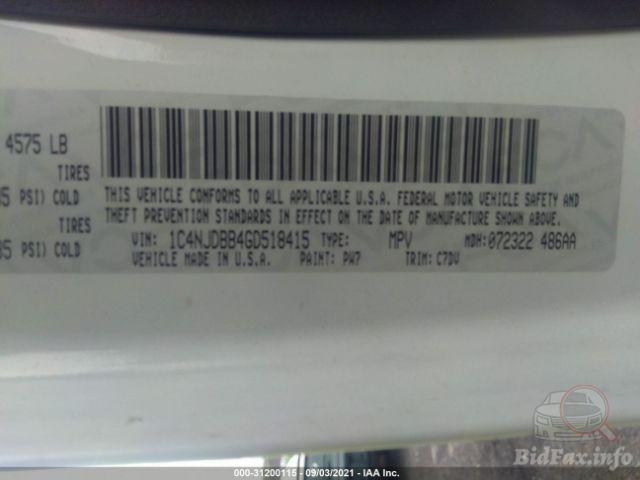 4575 LB
TIRES
PSI) COLD
TIRES
PSI) COLD
THIS VEHICLE CONFORMS TO ALL APPLICABLE U.S.A. FEDERAL MOTOR VEHICLE SAFETY AND
THEFT PREVENTION STANDARDS IN EFFECT ON THE DATE OF MANUFACTURE SHOWN ABOVE.
VIN: 1C4NJDBB4GD518415 TYPE: MPV MDH: 072322 486AA
VEHICLE MADE IN U.S.A. PAINT: PW7 TRIM: C7DV
000-31200115 - 09/03/2021 - IAA Inc.
BidFax.info